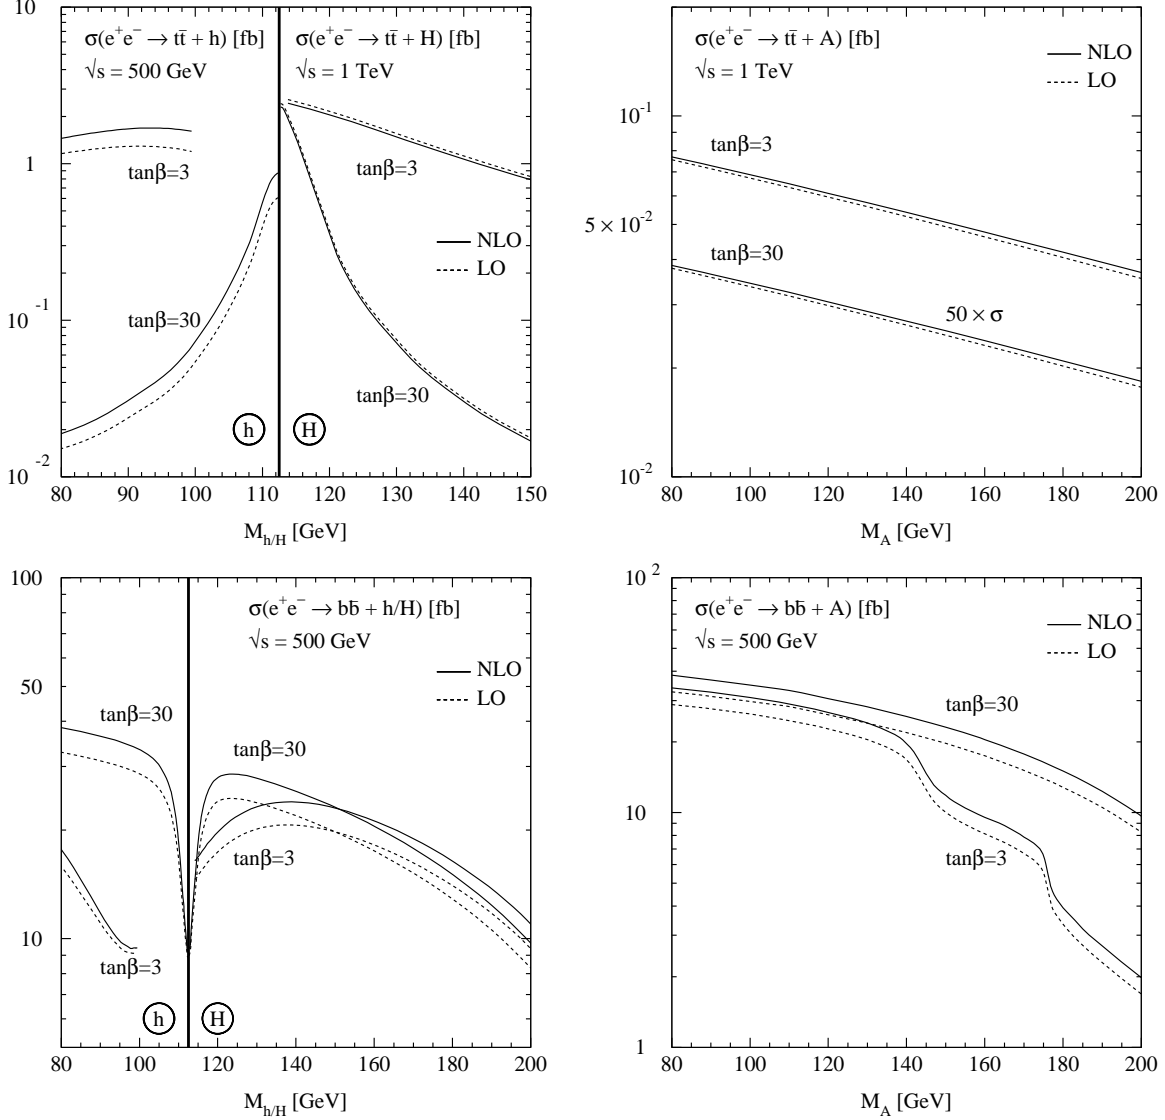 σ(e⁺e⁻ → tt̄ + h) [fb]
√s = 500 GeV
σ(e⁺e⁻ → tt̄ + H) [fb]
√s = 1 TeV
tanβ=3
tanβ=3
NLO
LO
tanβ=30
tanβ=30
h
H
10
1
10⁻¹
10⁻²
80 90 100 110 120 130 140 150
M_h/H [GeV]
σ(e⁺e⁻ → tt̄ + A) [fb]
√s = 1 TeV
NLO
LO
10⁻¹
5 × 10⁻²
10⁻²
tanβ=3
tanβ=30
50 × σ
80 100 120 140 160 180 200
M_A [GeV]
σ(e⁺e⁻ → bb̄ + h/H) [fb]
√s = 500 GeV
NLO
LO
100
50
10
tanβ=30
tanβ=30
tanβ=3
tanβ=3
h
H
80 100 120 140 160 180 200
M_h/H [GeV]
σ(e⁺e⁻ → bb̄ + A) [fb]
√s = 500 GeV
NLO
LO
10²
10
1
tanβ=30
tanβ=3
80 100 120 140 160 180 200
M_A [GeV]